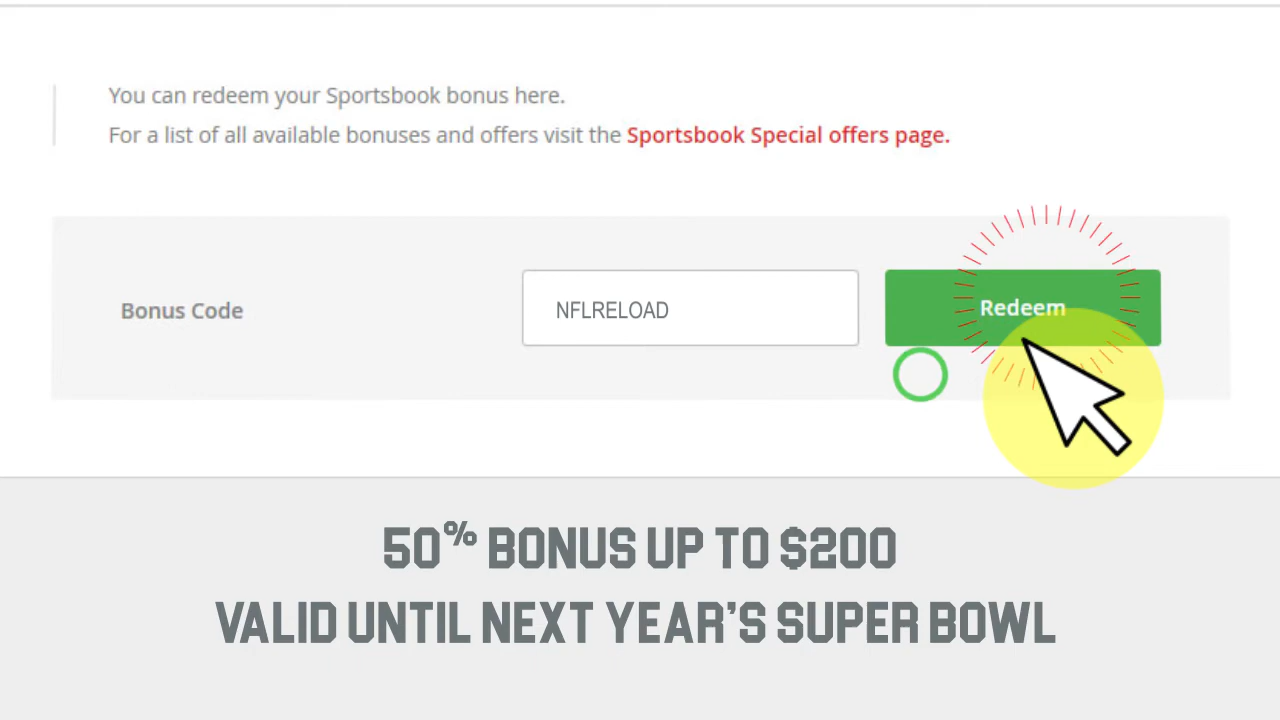 You can redeem your Sportsbook bonus here.
For a list of all available bonuses and offers visit the Sportsbook Special offers page.
Bonus Code
NFLRELOAD
Redeem
50% BONUS UP TO $200
VALID UNTIL NEXT YEAR'S SUPER BOWL